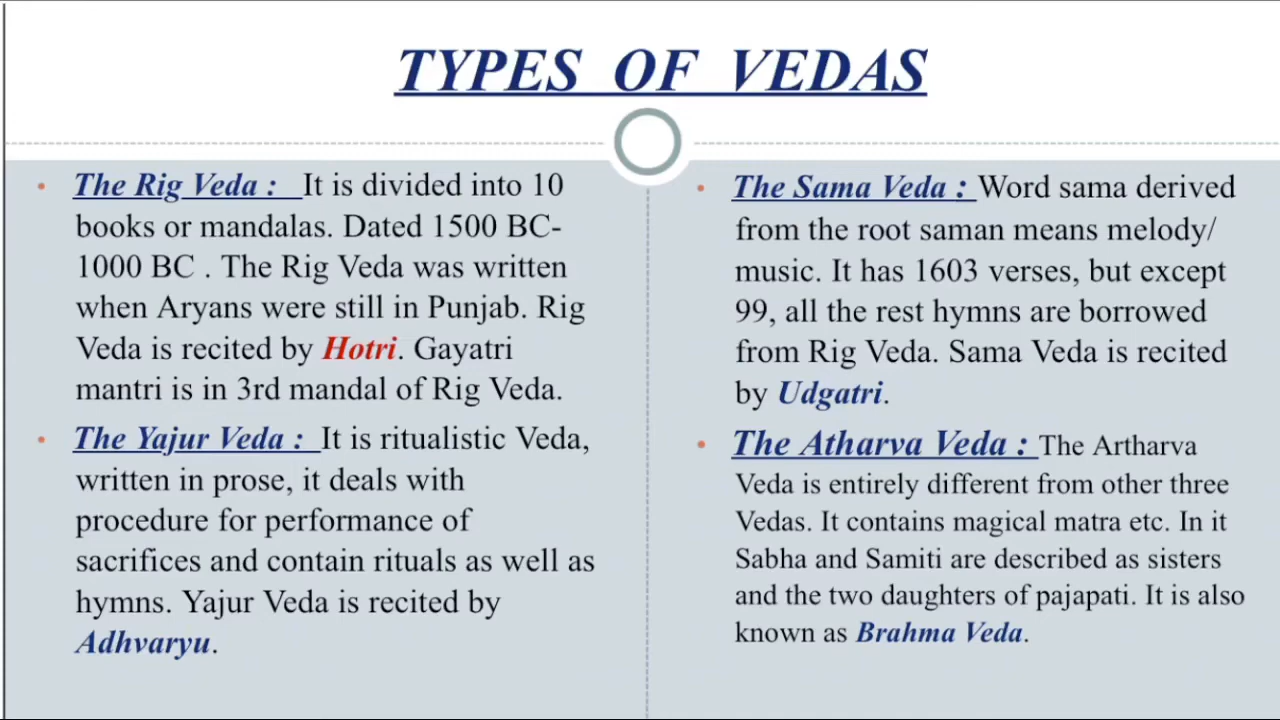 TYPES OF VEDAS
• The Rig Veda : It is divided into 10
books or mandalas. Dated 1500 BC-
1000 BC . The Rig Veda was written
when Aryans were still in Punjab. Rig
Veda is recited by Hotri. Gayatri
mantri is in 3rd mandal of Rig Veda.
• The Yajur Veda : It is ritualistic Veda,
written in prose, it deals with
procedure for performance of
sacrifices and contain rituals as well as
hymns. Yajur Veda is recited by
Adhvaryu.
• The Sama Veda : Word sama derived
from the root saman means melody/
music. It has 1603 verses, but except
99, all the rest hymns are borrowed
from Rig Veda. Sama Veda is recited
by Udgatri.
• The Atharva Veda : The Artharva
Veda is entirely different from other three
Vedas. It contains magical matra etc. In it
Sabha and Samiti are described as sisters
and the two daughters of pajapati. It is also
known as Brahma Veda.